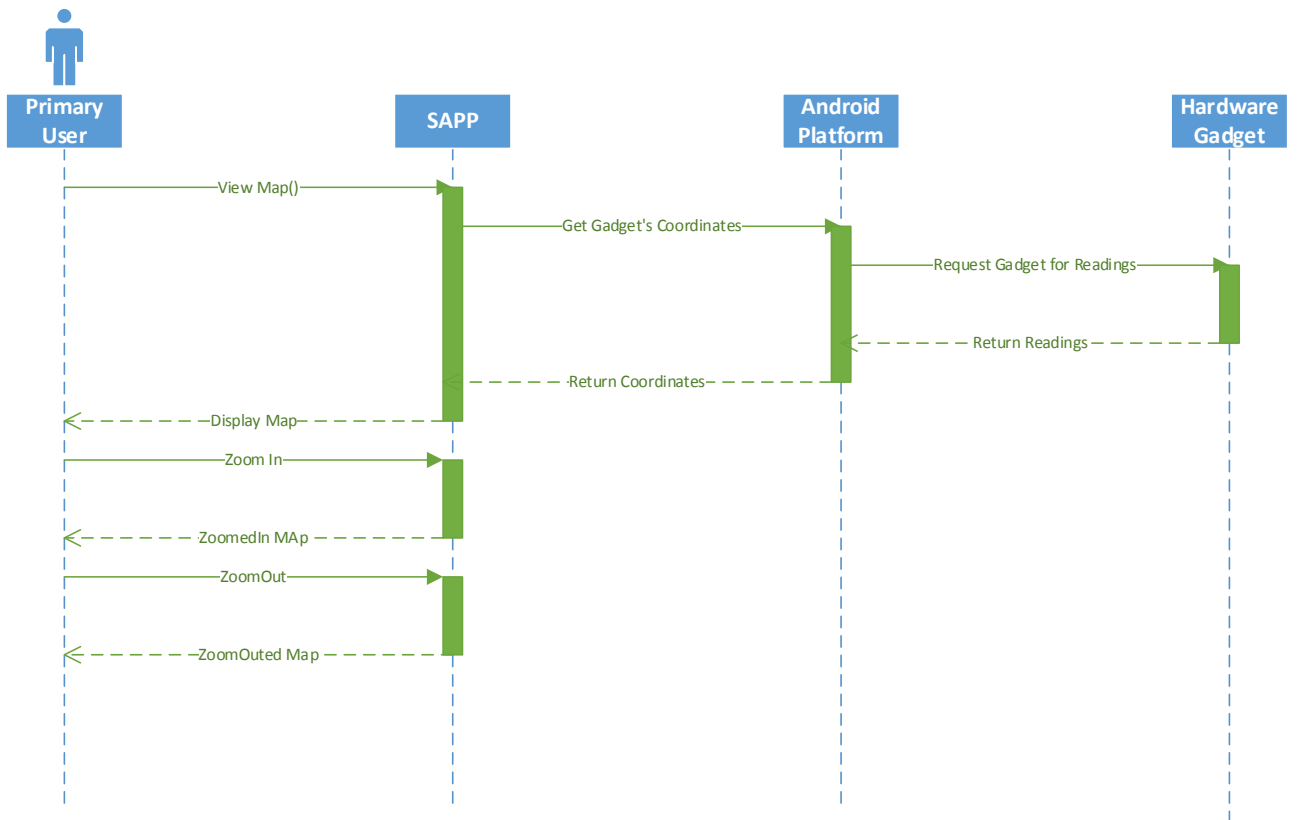 Primary
User
SAPP
Android
Platform
Hardware
Gadget
View Map()
Get Gadget's Coordinates
Request Gadget for Readings
Return Readings
Return Coordinates
Display Map
Zoom In
ZoomedIn MAp
ZoomOut
ZoomOuted Map